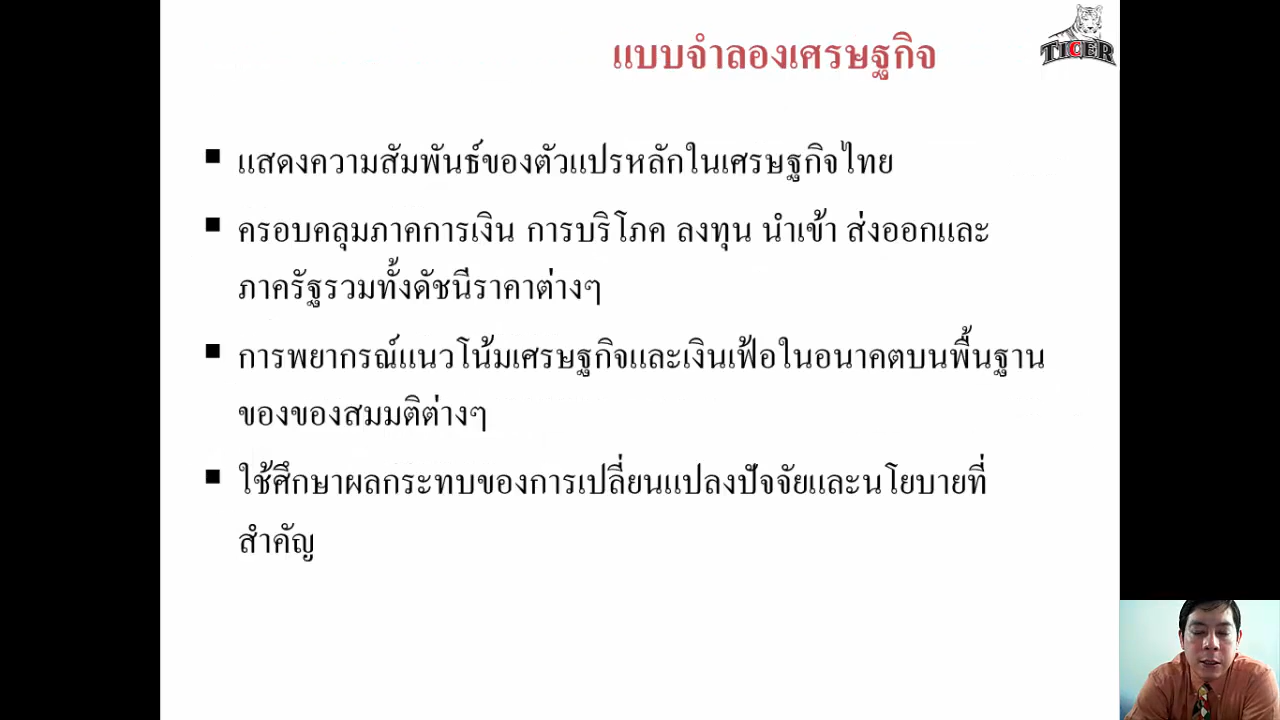 แบบจำลองเศรษฐกิจ
TIGER
▪ แสดงความสัมพันธ์ของตัวแปรหลักในเศรษฐกิจไทย
▪ ครอบคลุมภาคการเงิน การบริโภค ลงทุน นำเข้า ส่งออกและ
ภาครัฐรวมทั้งดัชนีราคาต่างๆ
▪ การพยากรณ์แนวโน้มเศรษฐกิจและเงินเฟ้อในอนาคตบนพื้นฐาน
ของของสมมติต่างๆ
▪ ใช้ศึกษาผลกระทบของการเปลี่ยนแปลงปัจจัยและนโยบายที่
สำคัญ